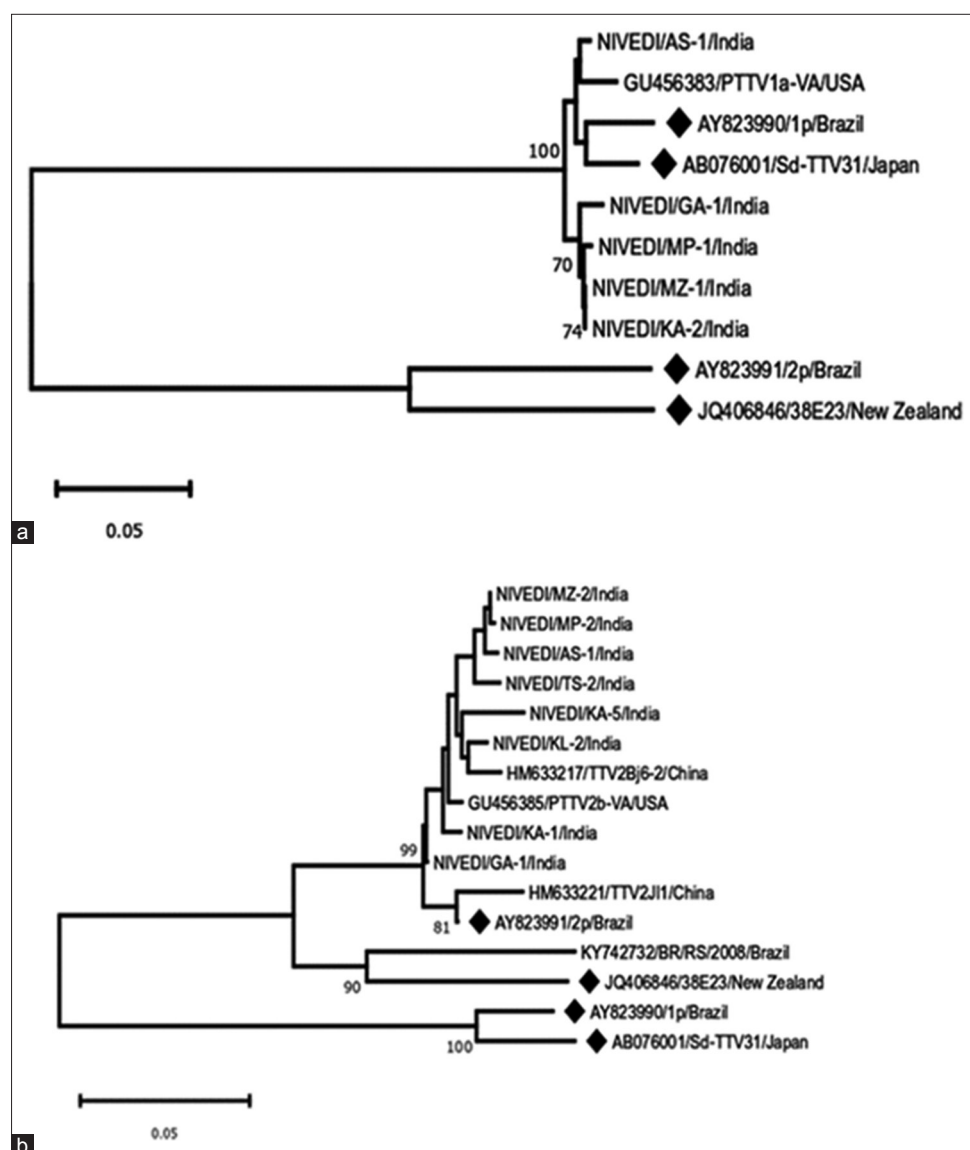 NIVEDI/AS-1/India
GU456383/PTTV1a-VA/USA
AY823990/1p/Brazil
100
AB076001/Sd-TTV31/Japan
NIVEDI/GA-1/India
NIVEDI/MP-1/India
70
NIVEDI/MZ-1/India
74
NIVEDI/KA-2/India
AY823991/2p/Brazil
JQ406846/38E23/New Zealand
0.05
a
NIVEDI/MZ-2/India
NIVEDI/MP-2/India
NIVEDI/AS-1/India
NIVEDI/TS-2/India
NIVEDI/KA-5/India
NIVEDI/KL-2/India
HM633217/TTV2Bj6-2/China
GU456385/PTTV2b-VA/USA
NIVEDI/KA-1/India
99
NIVEDI/GA-1/India
HM633221/TTV2Jl1/China
81
AY823991/2p/Brazil
KY742732/BR/RS/2008/Brazil
90
JQ406846/38E23/New Zealand
AY823990/1p/Brazil
100
AB076001/Sd-TTV31/Japan
0.05
b